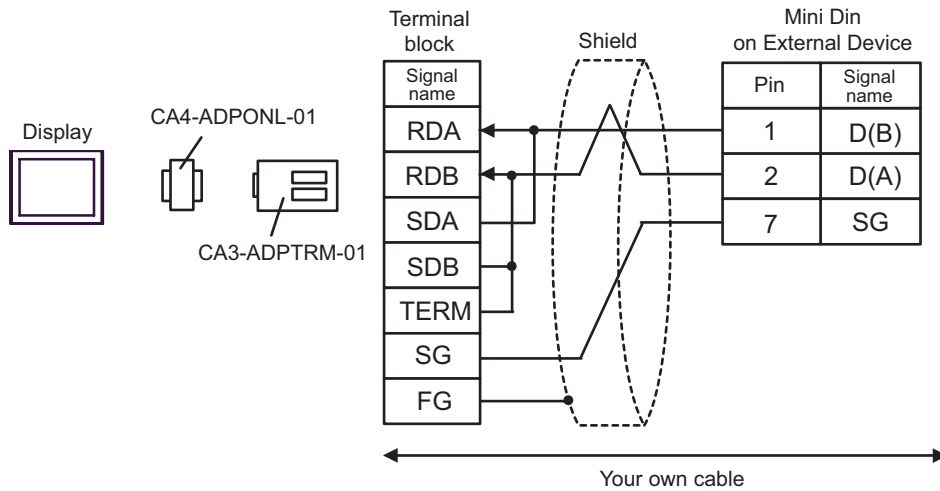 Display
CA4-ADPONL-01
CA3-ADPTRM-01
Terminal
block
Signal
name
RDA
RDB
SDA
SDB
TERM
SG
FG
Shield
Mini Din
on External Device
Pin
Signal
name
1 D(B)
2 D(A)
7 SG
Your own cable